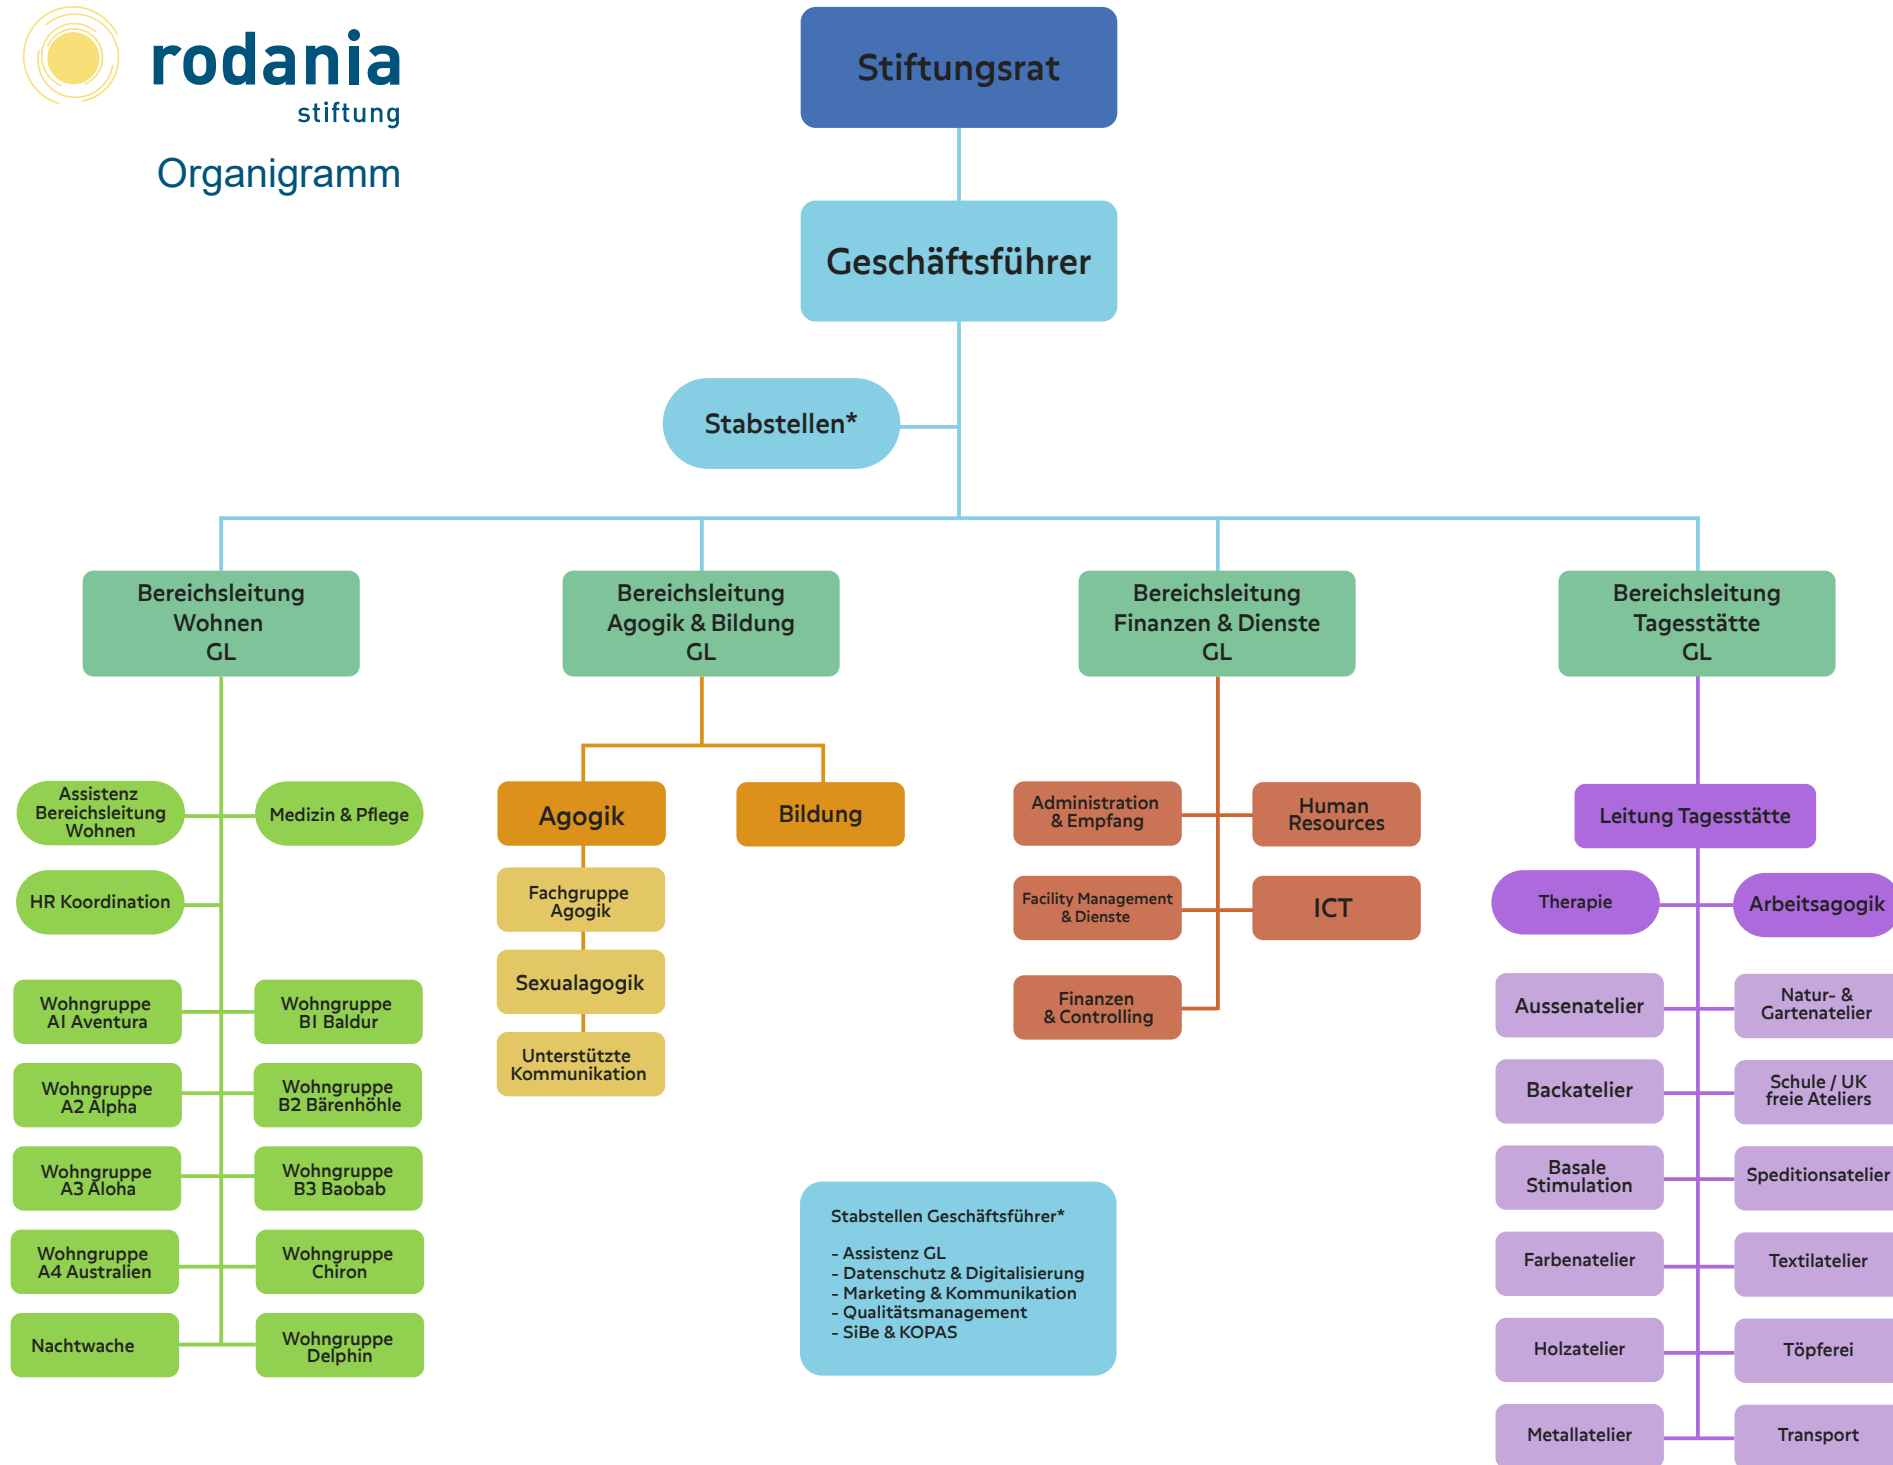 rodania
stiftung
Organigramm
Stiftungsrat
Geschäftsführer
Stabstellen*
Bereichsleitung
Wohnen
GL
Bereichsleitung
Agogik & Bildung
GL
Bereichsleitung
Finanzen & Dienste
GL
Bereichsleitung
Tagesstätte
GL
Assistenz
Bereichsleitung
Wohnen
Medizin & Pflege
HR Koordination
Wohngruppe
A1 Aventura
Wohngruppe
B1 Baldur
Wohngruppe
A2 Alpha
Wohngruppe
B2 Bärenhöhle
Wohngruppe
A3 Aloha
Wohngruppe
B3 Baobab
Wohngruppe
A4 Australien
Wohngruppe
Chiron
Nachtwache
Wohngruppe
Delphin
Agogik
Bildung
Fachgruppe
Agogik
Sexualagogik
Unterstützte
Kommunikation
Administration
& Empfang
Human
Resources
Facility Management
& Dienste
ICT
Finanzen
& Controlling
Stabstellen Geschäftsführer*
- Assistenz GL
- Datenschutz & Digitalisierung
- Marketing & Kommunikation
- Qualitätsmanagement
- SiBe & KOPAS
Leitung Tagesstätte
Therapie
Arbeitsagogik
Aussenatelier
Natur- &
Gartenatelier
Backatelier
Schule / UK
freie Ateliers
Basale
Stimulation
Speditionsatelier
Farbenatelier
Textilatelier
Holzatelier
Töpferei
Metallatelier
Transport